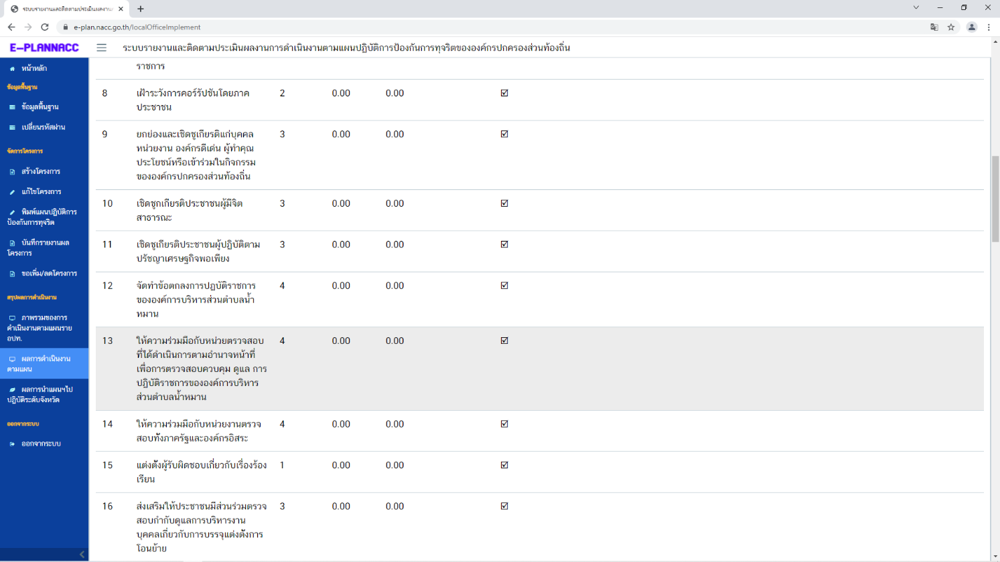 ระบบรายงานและติดตามประเมินผลงาน
e-plan.nacc.go.th/localOfficeImplement
E-PLANNACC
ระบบรายงานและติดตามประเมินผลงานการดำเนินงานตามแผนปฏิบัติการป้องกันการทุจริตขององค์กรปกครองส่วนท้องถิ่น
หน้าหลัก
ข้อมูลพื้นฐาน
ข้อมูลพื้นฐาน
เปลี่ยนรหัสผ่าน
จัดการโครงการ
สร้างโครงการ
แก้ไขโครงการ
พิมพ์แผนปฏิบัติการ
ป้องกันการทุจริต
บันทึกรายงานผล
โครงการ
ขอเพิ่ม/ลดโครงการ
สรุปผลการดำเนินงาน
ภาพรวมของการ
ดำเนินงานตามแผนราย
อปท.
ผลการดำเนินงาน
ตามแผน
ผลการนำแผนฯไป
ปฏิบัติระดับจังหวัด
ออกจากระบบ
ออกจากระบบ
ราชการ
8 เฝ้าระวังการคอร์รัปชันโดยภาค 2 0.00 0.00
ประชาชน
9 ยกย่องและเชิดชูเกียรติแก่บุคคล 3 0.00 0.00
หน่วยงาน องค์กรดีเด่น ผู้ทำคุณ
ประโยชน์หรือเข้าร่วมในกิจกรรม
ขององค์กรปกครองส่วนท้องถิ่น
10 เชิดชูกเกียรติประชาชนผู้มีจิต 3 0.00 0.00
สาธารณะ
11 เชิดชูเกียรติประชาชนผู้ปฏิบัติตาม 3 0.00 0.00
ปรัชญาเศรษฐกิจพอเพียง
12 จัดทำข้อตกลงการปฏบัติราชการ 4 0.00 0.00
ขององค์การบริหารส่วนตำบลน้ำ
หมาน
13 ให้ความร่วมมือกับหน่วยตรวจสอบ 4 0.00 0.00
ที่ได้ดำเนินการตามอำนาจหน้าที่
เพื่อการตรวจสอบควบคุม ดูแล การ
ปฏิบัติราชการขององค์การบริหาร
ส่วนตำบลน้ำหมาน
14 ให้ความร่วมมือกับหน่วยงานตรวจ 4 0.00 0.00
สอบทั้งภาครัฐและองค์กรอิสระ
15 แต่งตั้งผู้รับผิดชอบเกี่ยวกับเรื่องร้อง 1 0.00 0.00
เรียน
16 ส่งเสริมให้ประชาชนมีส่วนร่วมตรวจ 3 0.00 0.00
สอบกำกับดูแลการบริหารงาน
บุคคลเกี่ยวกับการบรรจุแต่งตั้งการ
โอนย้าย